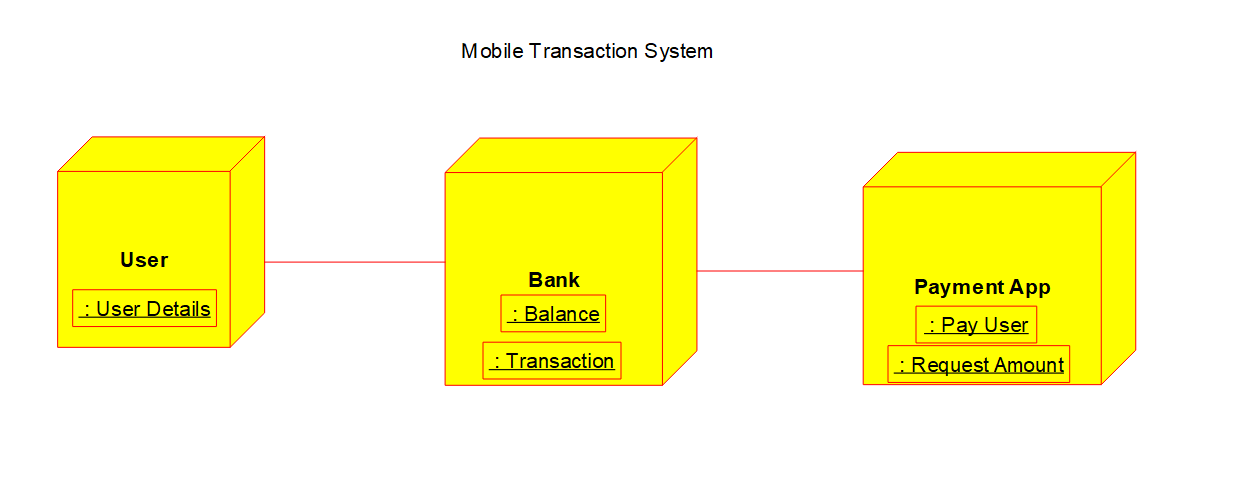 Mobile Transaction System
User
: User Details
Bank
: Balance
: Transaction
Payment App
: Pay User
: Request Amount